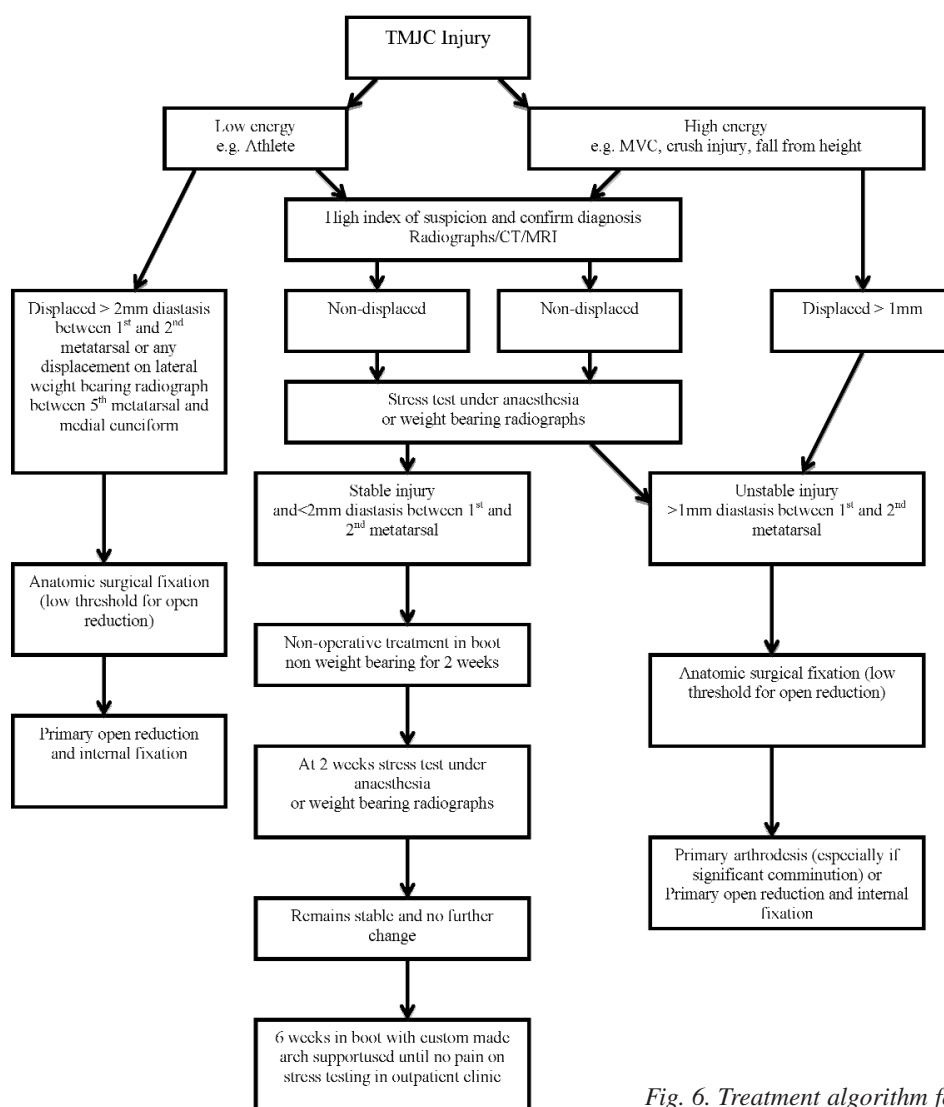 TMJC Injury
Low energy
e.g. Athlete
High energy
e.g. MVC, crush injury, fall from height
High index of suspicion and confirm diagnosis
Radiographs/CT/MRI
Displaced > 2mm diastasis
between 1st and 2nd
metatarsal or any
displacement on lateral
weight bearing radiograph
between 5th metatarsal and
medial cuneiform
Non-displaced
Non-displaced
Displaced > 1mm
Stress test under anaesthesia
or weight bearing radiographs
Stable injury
and<2mm diastasis between 1st and
2nd metatarsal
Unstable injury
>1mm diastasis between 1st and 2nd
metatarsal
Anatomic surgical fixation
(low threshold for open
reduction)
Non-operative treatment in boot
non weight bearing for 2 weeks
Anatomic surgical fixation (low
threshold for open reduction)
Primary open reduction
and internal fixation
At 2 weeks stress test under
anaesthesia
or weight bearing radiographs
Primary arthrodesis (especially if
significant comminution) or
Primary open reduction and internal
fixation
Remains stable and no further
change
6 weeks in boot with custom made
arch supportused until no pain on
stress testing in outpatient clinic
Fig. 6. Treatment algorithm fo